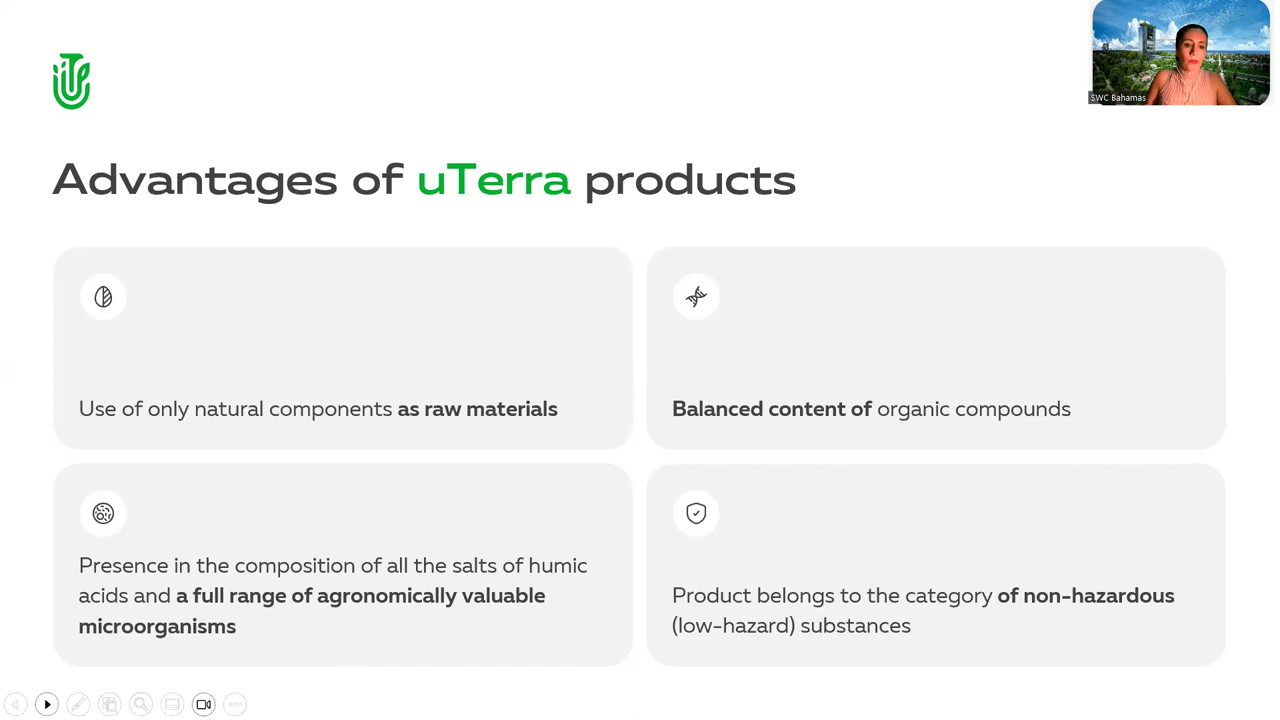 SWC Bahamas
Advantages of uTerra products
Use of only natural components as raw materials
Balanced content of organic compounds
Presence in the composition of all the salts of humic
acids and a full range of agronomically valuable
microorganisms
Product belongs to the category of non-hazardous
(low-hazard) substances